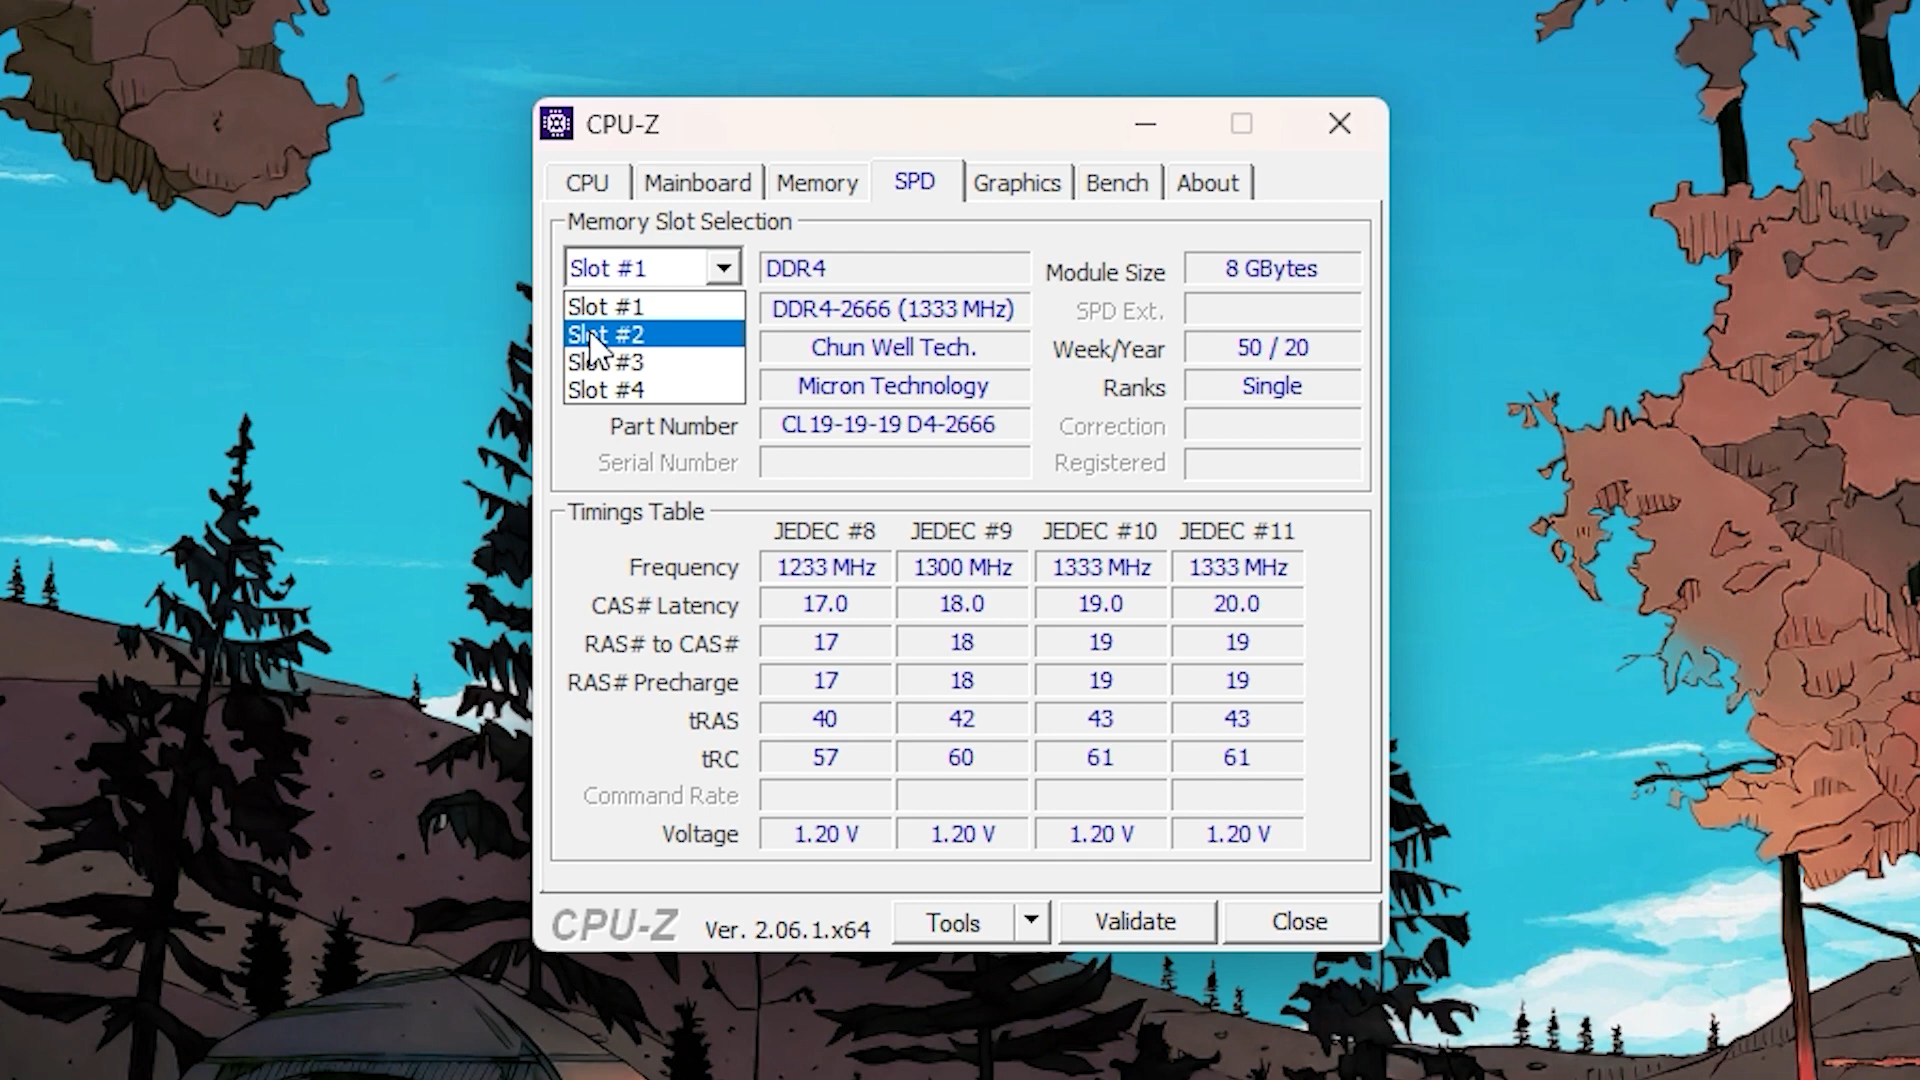 CPU-Z
CPU Mainboard Memory SPD Graphics Bench About
Memory Slot Selection
Slot #1 DDR4 Module Size 8 GBytes
Slot #1 DDR4-2666 (1333 MHz) SPD Ext.
Slot #2 Chun Well Tech. Week/Year 50 / 20
Slot #3 Micron Technology Ranks Single
Slot #4
Part Number CL19-19-19 D4-2666 Correction
Serial Number Registered
Timings Table
JEDEC #8 JEDEC #9 JEDEC #10 JEDEC #11
Frequency 1233 MHz 1300 MHz 1333 MHz 1333 MHz
CAS# Latency 17.0 18.0 19.0 20.0
RAS# to CAS# 17 18 19 19
RAS# Precharge 17 18 19 19
tRAS 40 42 43 43
tRC 57 60 61 61
Command Rate
Voltage 1.20 V 1.20 V 1.20 V 1.20 V
CPU-Z Ver. 2.06.1.x64 Tools Validate Close